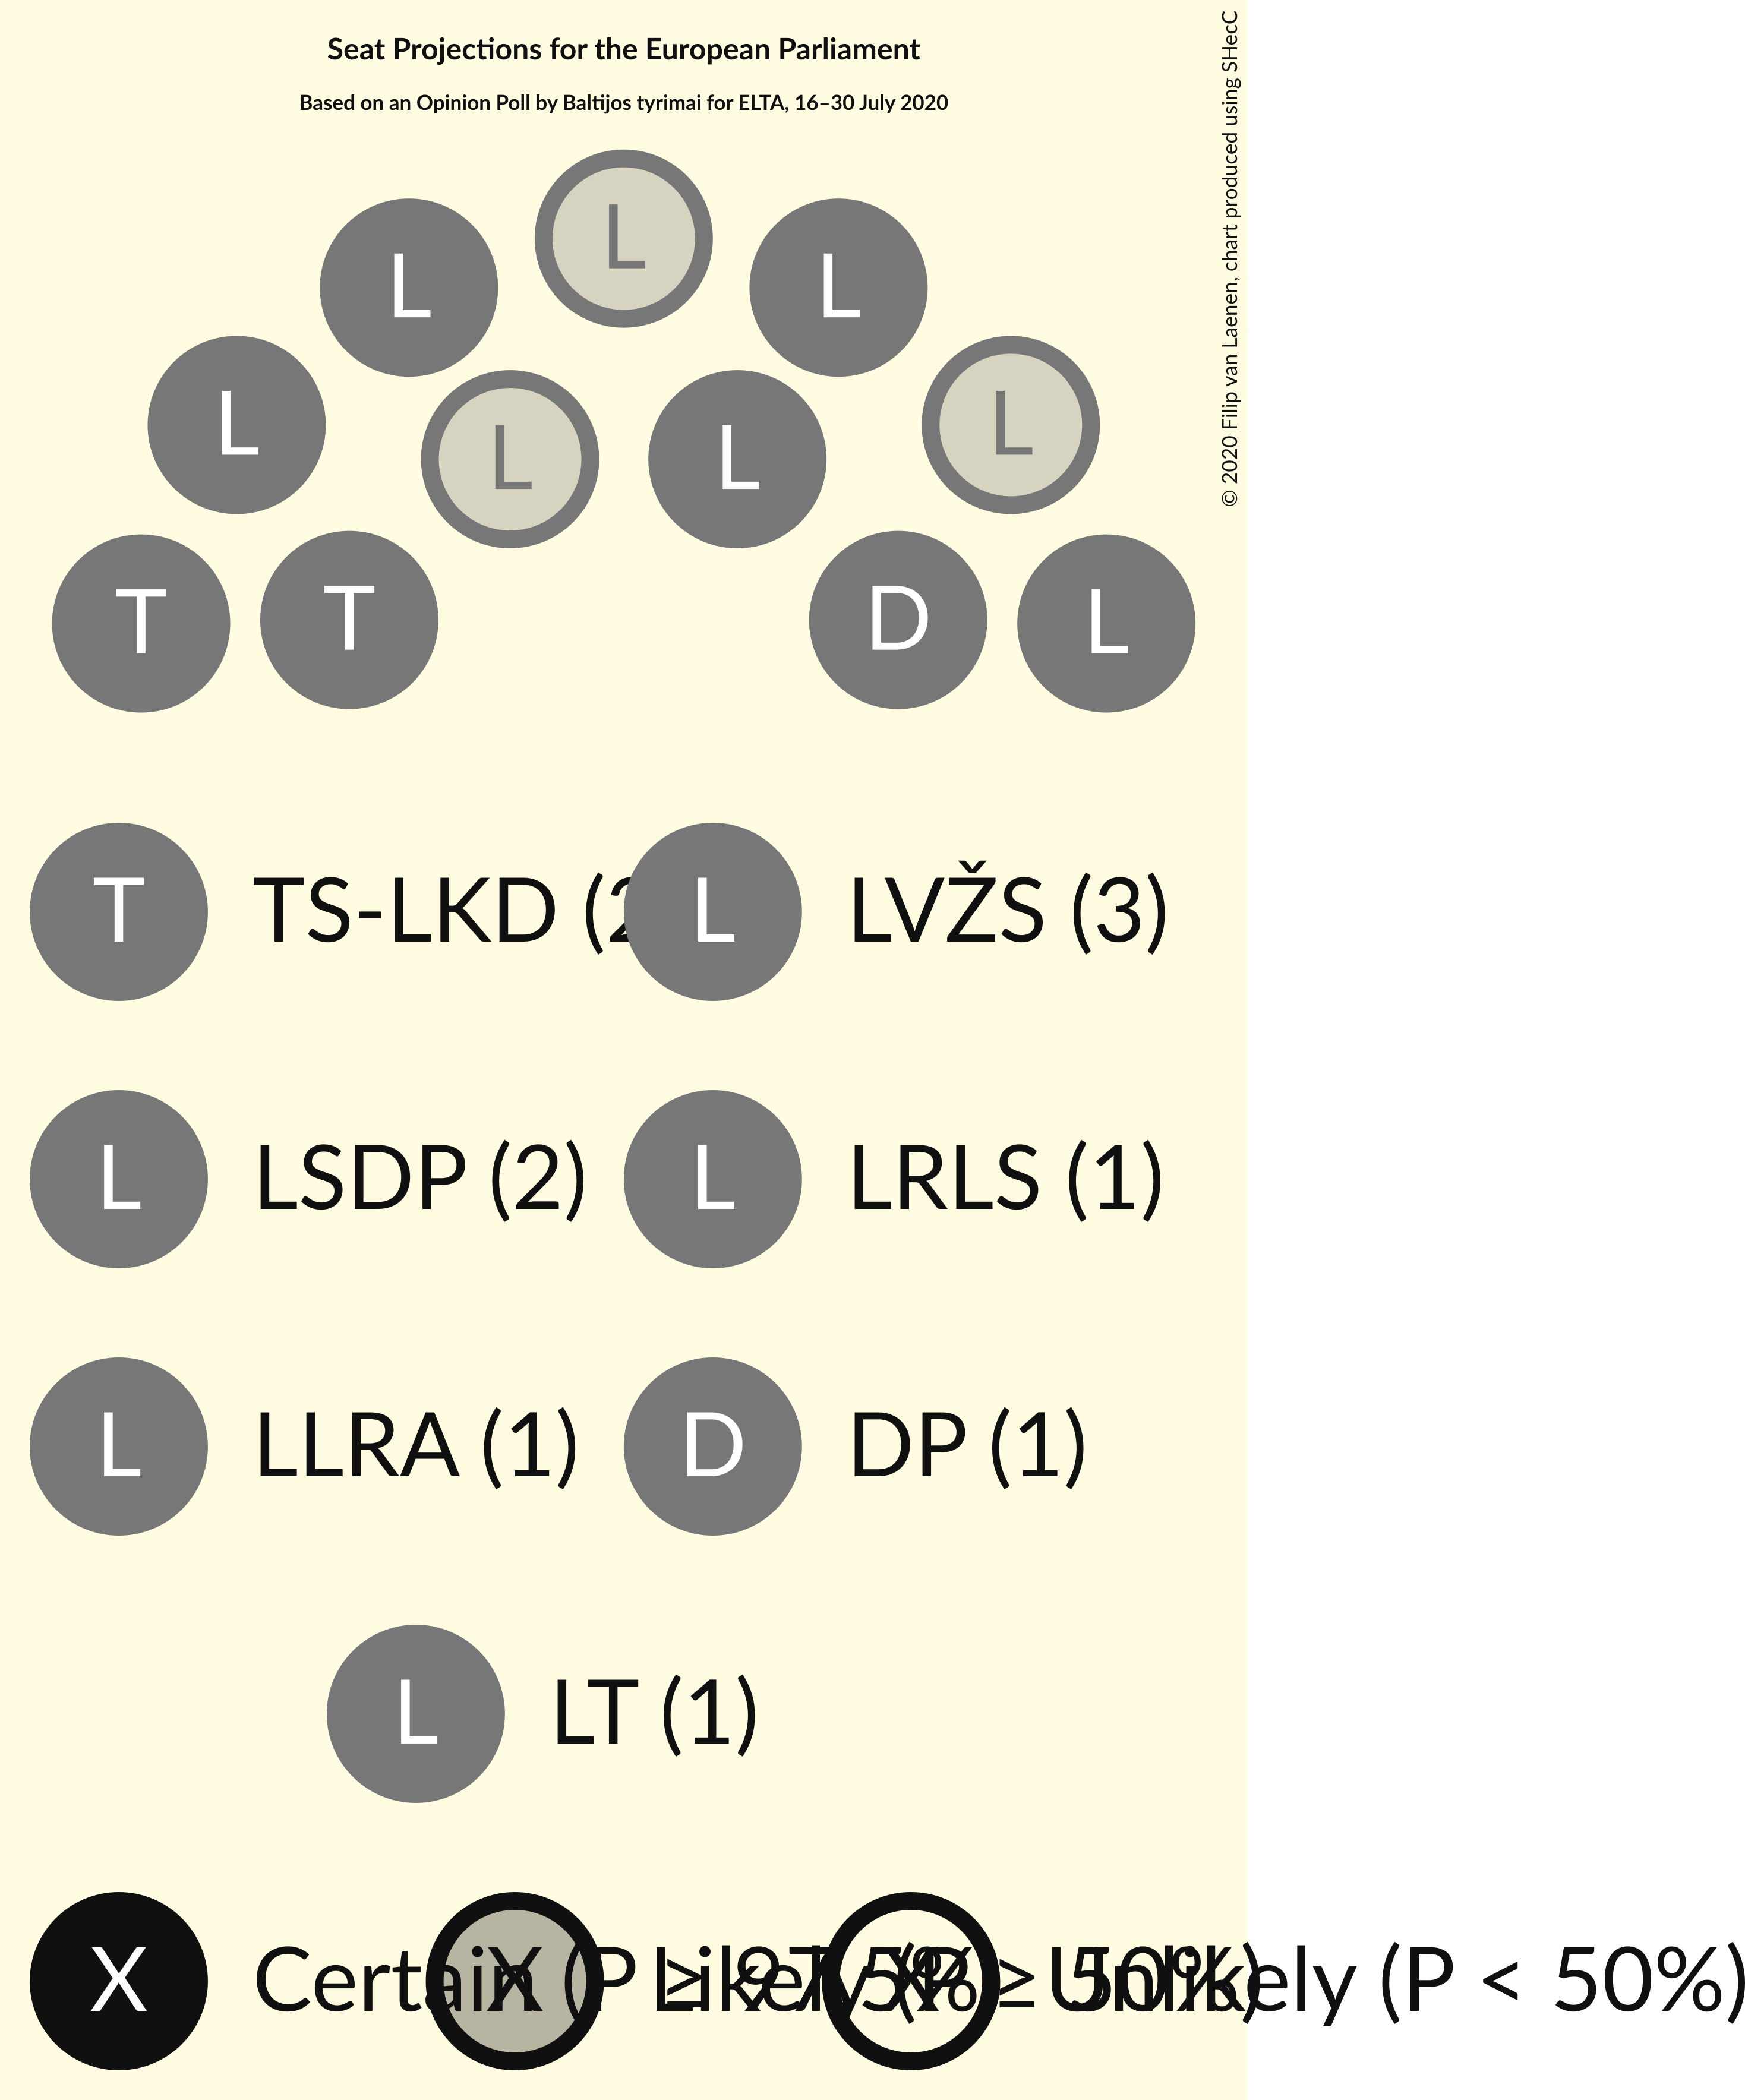 Seat Projections for the European Parliament
Based on an Opinion Poll by Baltijos tyrimai for ELTA, 16–30 July 2020
© 2020 Filip van Laenen, chart produced using SHecC
L
L L
L L
L L
T T D L
T TS-LKD (2 L LVŽS (3)
L LSDP (2) L LRLS (1)
L LLRA (1) D DP (1)
L LT (1)
X Certain (P ≥ 97.5%) X Likely (P ≥ 50%) X Unlikely (P < 50%)